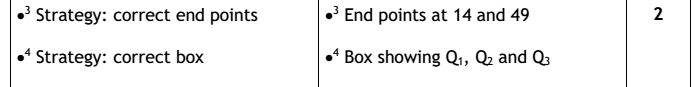 •³ Strategy: correct end points •³ End points at 14 and 49 2
•⁴ Strategy: correct box •⁴ Box showing Q₁, Q₂ and Q₃